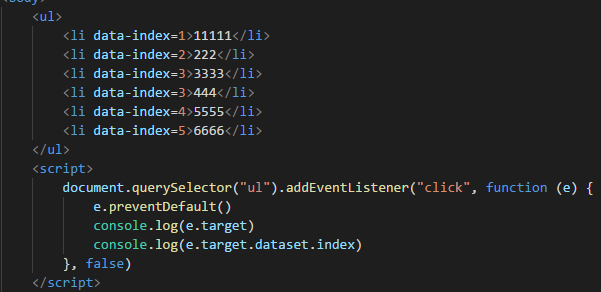 <body>
<ul>
<li data-index=1>11111</li>
<li data-index=2>222</li>
<li data-index=3>3333</li>
<li data-index=3>444</li>
<li data-index=4>5555</li>
<li data-index=5>6666</li>
</ul>
<script>
document.querySelector("ul").addEventListener("click", function (e) {
e.preventDefault()
console.log(e.target)
console.log(e.target.dataset.index)
}, false)
</script>